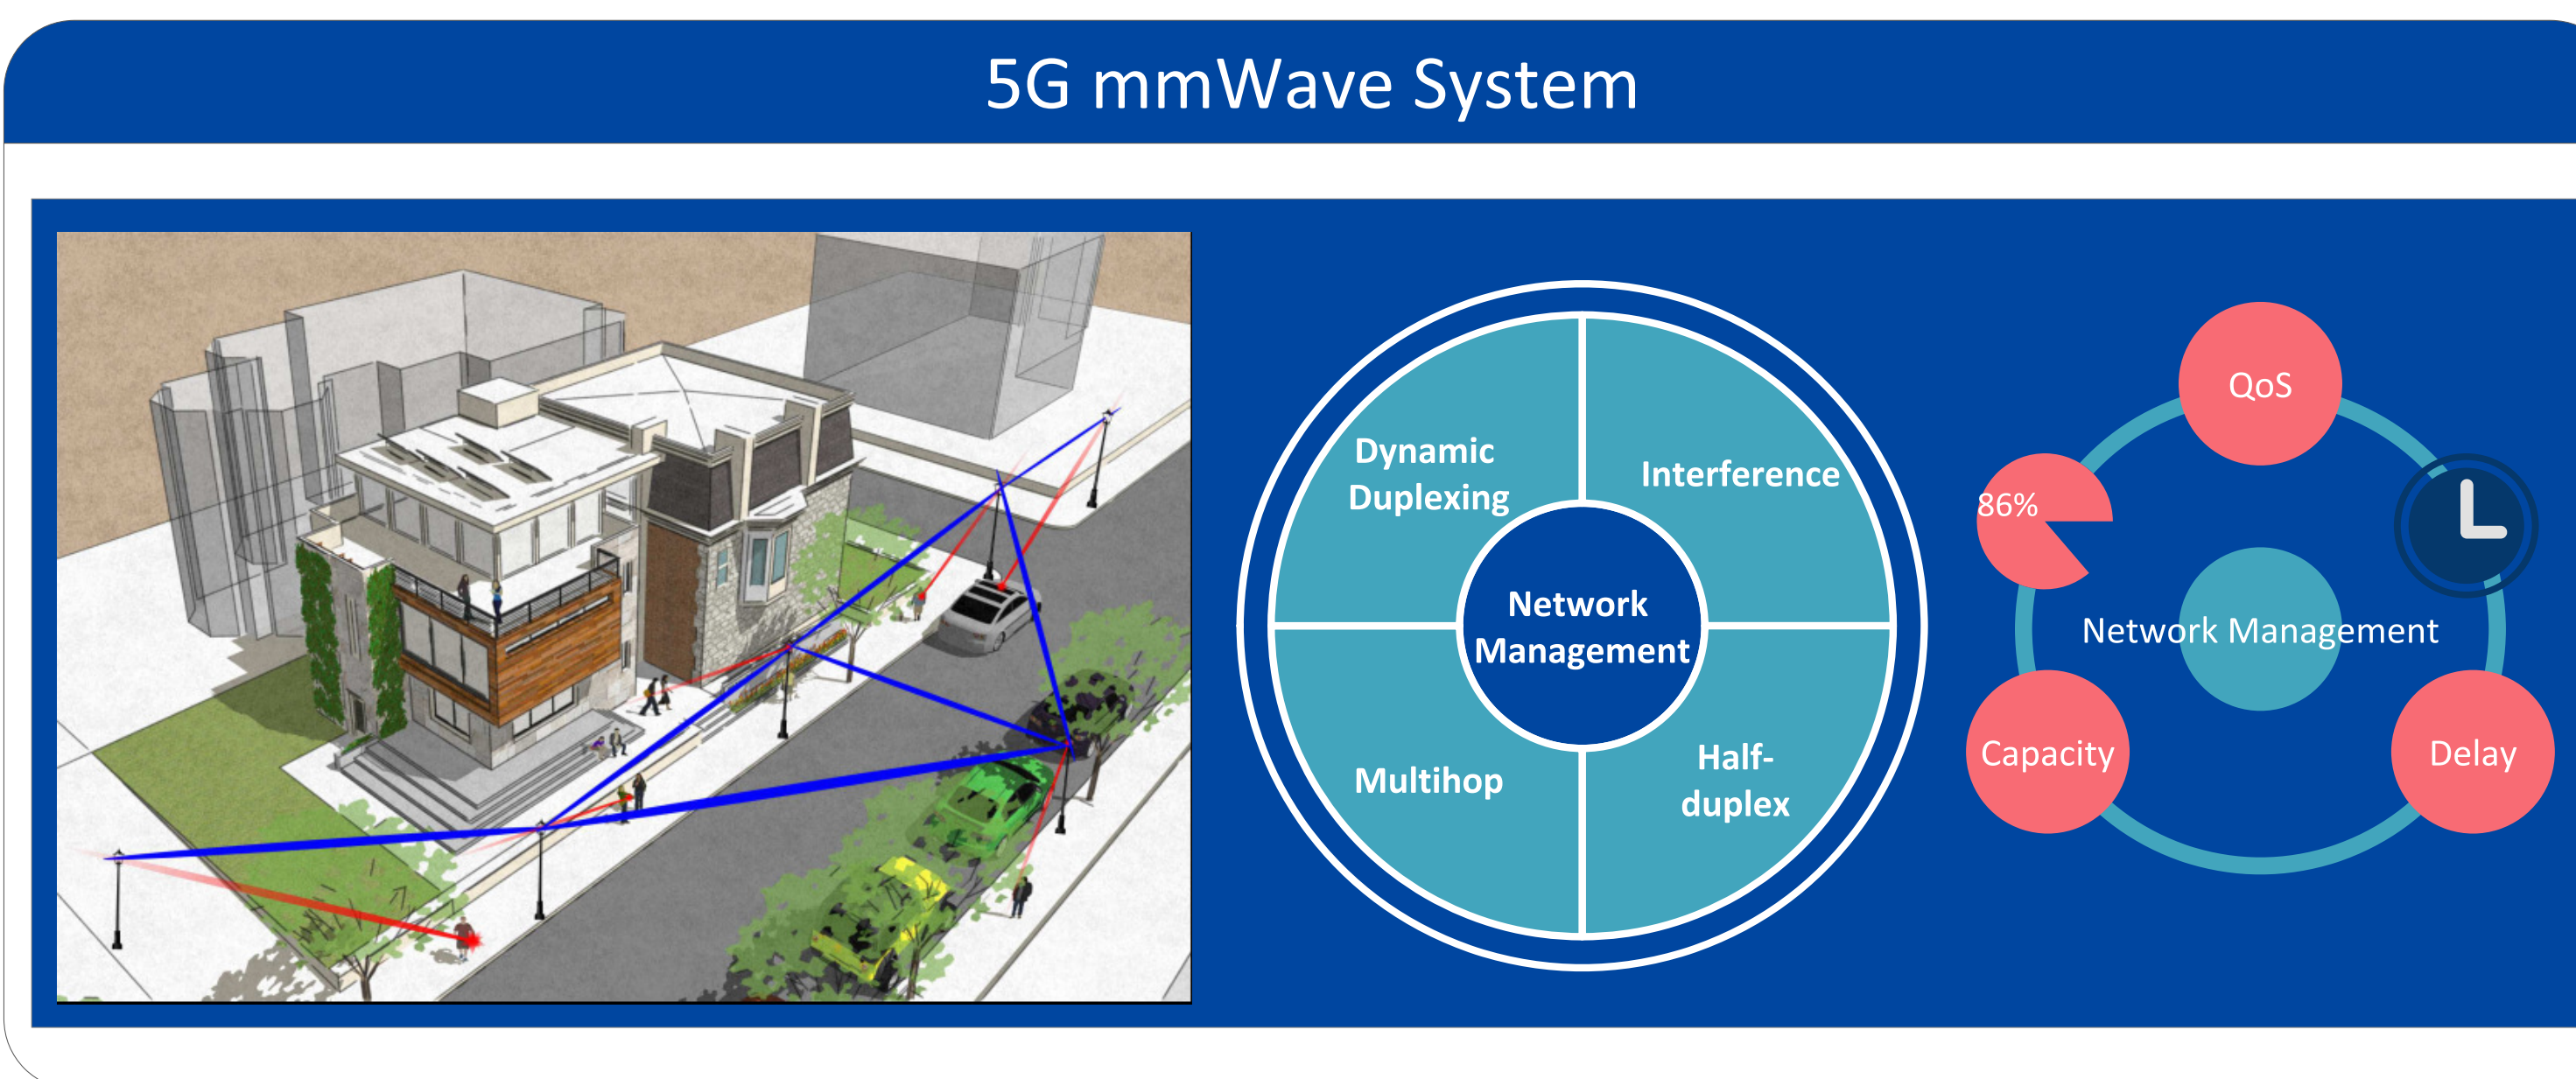 5G mmWave System
Dynamic
Duplexing
Interference
Network
Management
Multihop
Half-
duplex
QoS
86%
Network Management
Capacity
Delay